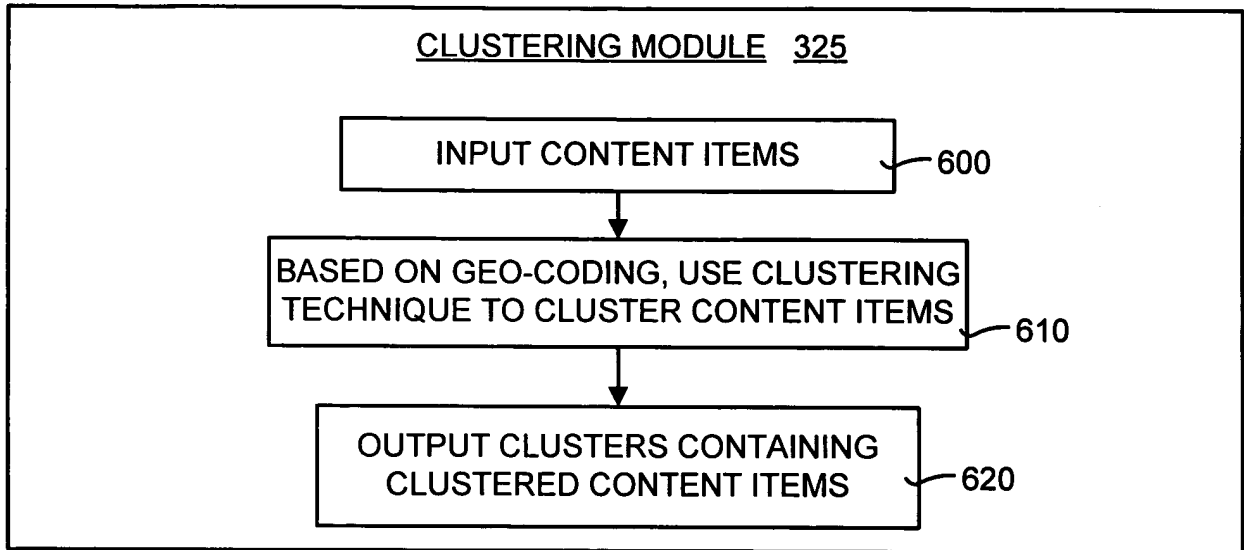 CLUSTERING MODULE 325
INPUT CONTENT ITEMS
600
BASED ON GEO-CODING, USE CLUSTERING
TECHNIQUE TO CLUSTER CONTENT ITEMS
610
OUTPUT CLUSTERS CONTAINING
CLUSTERED CONTENT ITEMS
620